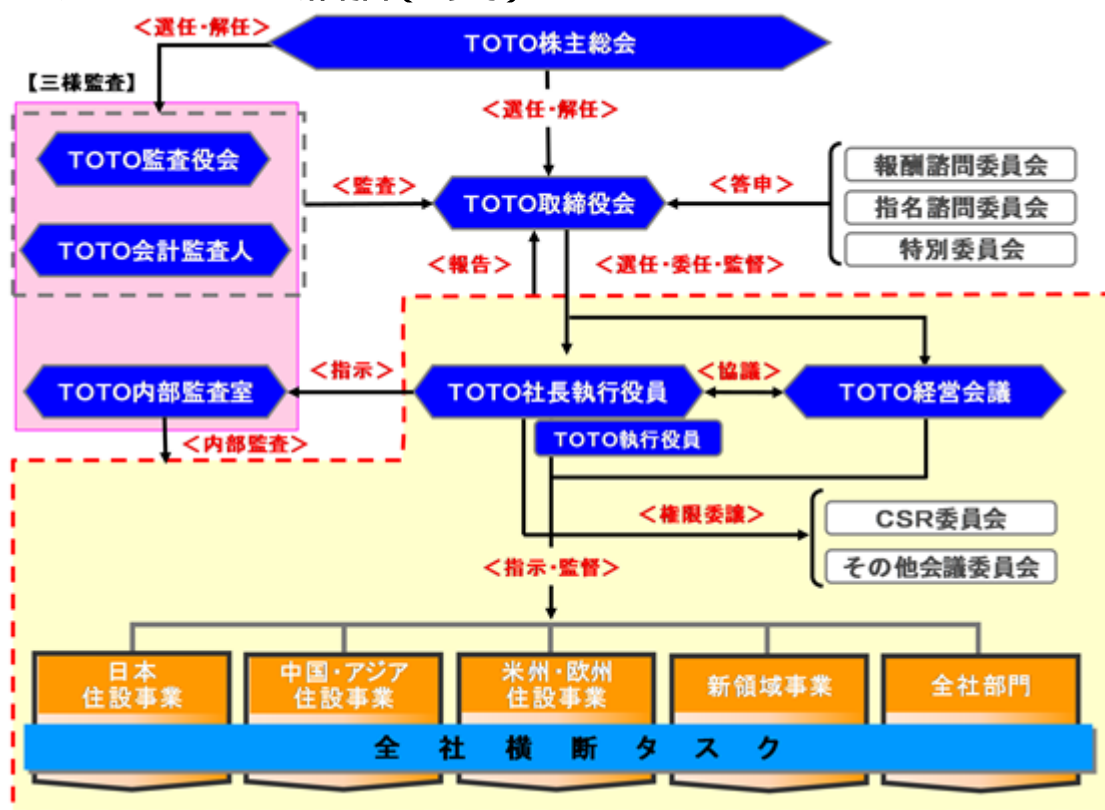 <選任・解任>
TOTO株主総会
【三様監査】
<選任・解任>
TOTO監査役会
報酬諮問委員会
<監査>
<答申>
TOTO取締役会
指名諮問委員会
TOTO会計監査人
特別委員会
<報告>
<選任・委任・監督>
<指示>
<協議>
TOTO内部監査室
TOTO社長執行役員
TOTO経営会議
TOTO執行役員
<内部監査>
<権限委譲>
CSR委員会
<指示・監督>
その他会議委員会
日本
住設事業
中国・アジア
住設事業
米州・欧州
住設事業
新領域事業
全社部門
全社横断タスク